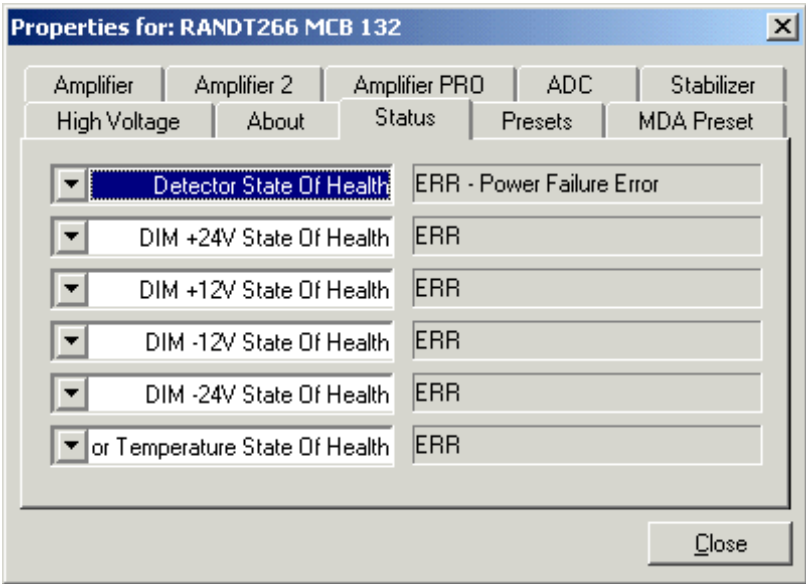 Properties for: RANDT266 MCB 132
Amplifier Amplifier 2 Amplifier PRO ADC Stabilizer
High Voltage About Status Presets MDA Preset
Detector State Of Health ERR - Power Failure Error
DIM +24V State Of Health ERR
DIM +12V State Of Health ERR
DIM -12V State Of Health ERR
DIM -24V State Of Health ERR
or Temperature State Of Health ERR
Close